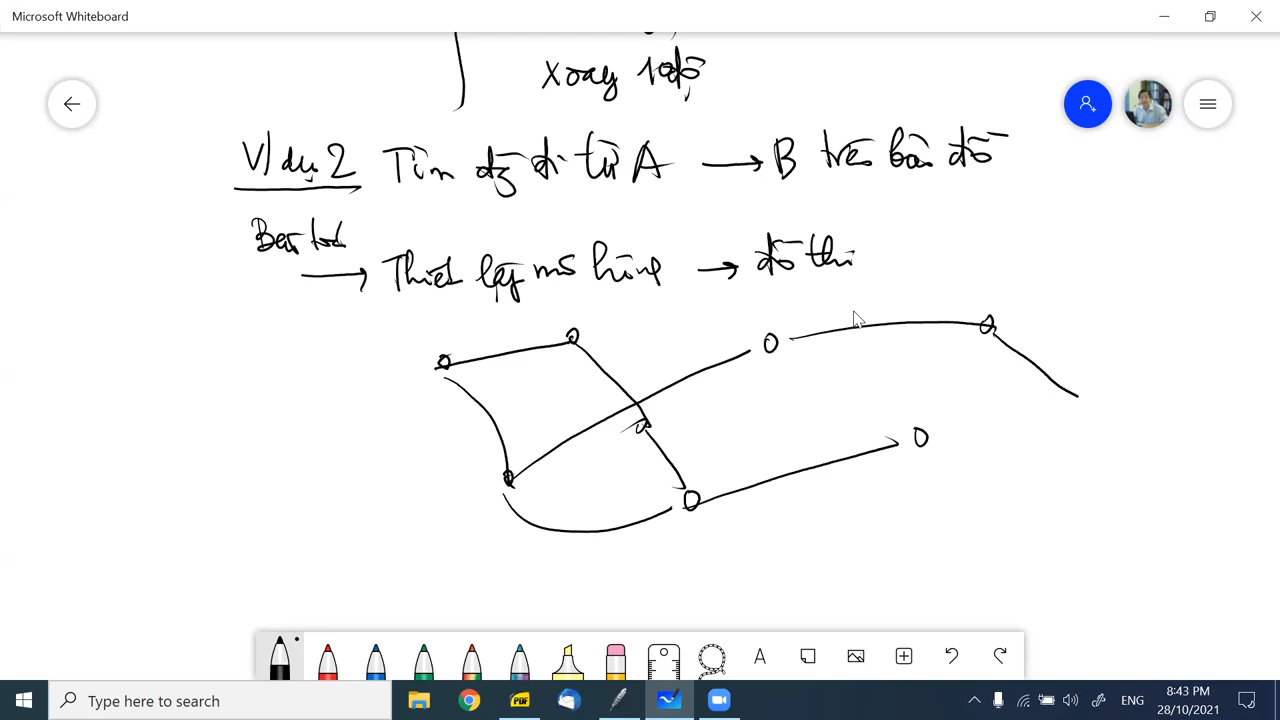 Microsoft Whiteboard
xoay
Ví dụ 2 Tìm đg đi từ A → B trên bản đồ
Bài toán
→ Thiết lập mô hình → đồ thị
Type here to search
PDF
A
ENG
8:43 PM
28/10/2021